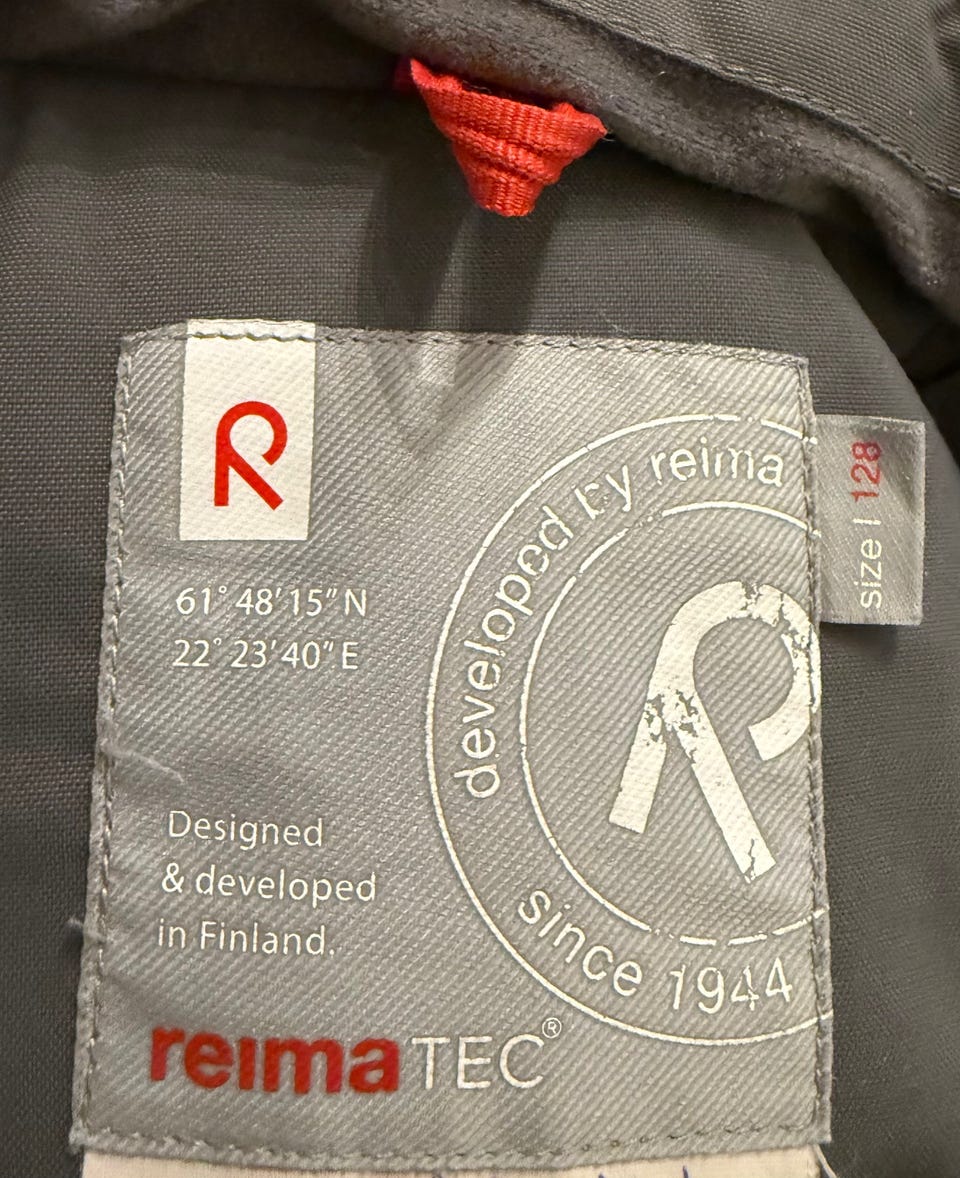 R
61° 48' 15" N
22° 23' 40" E
developed by reima
R
since 1944
size | 128
Designed
& developed
in Finland.
reimaTEC®